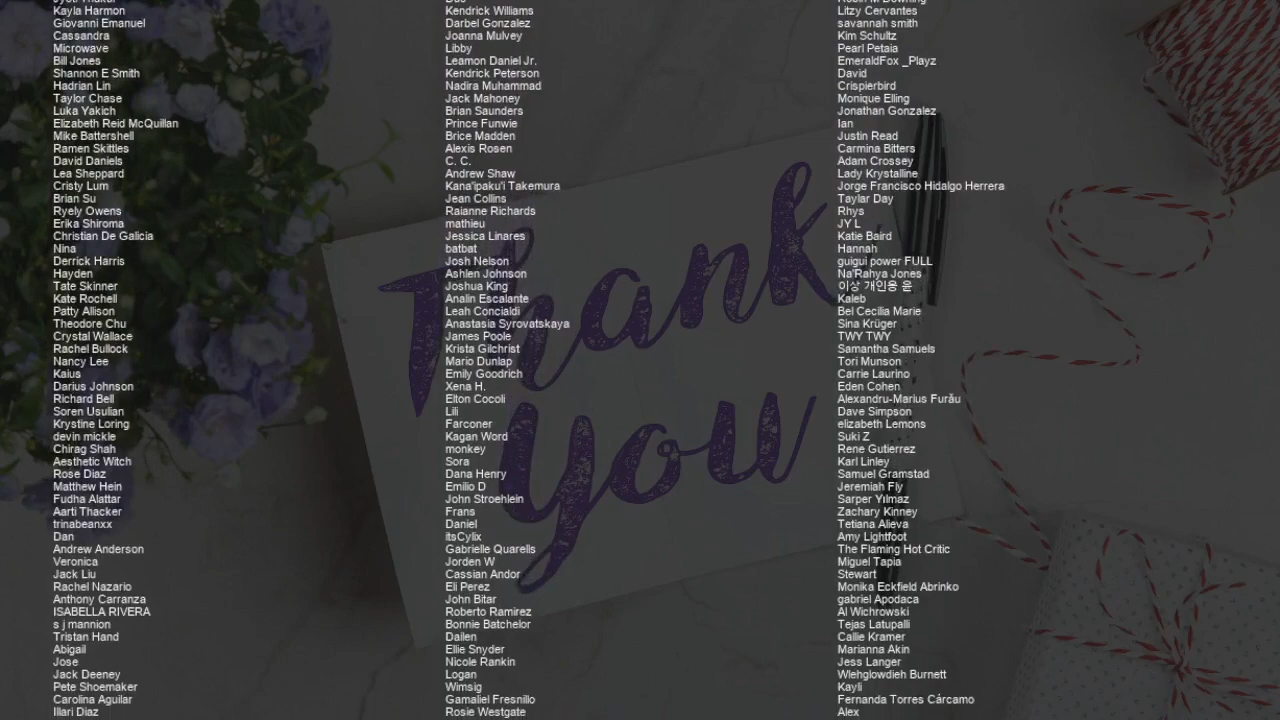 Kayla Harmon
Giovanni Emanuel
Cassandra
Microwave
Bill Jones
Shannon E Smith
Hadrian Lin
Taylor Chase
Luka Yakich
Elizabeth Reid McQuillan
Mike Battershell
Ramen Skittles
David Daniels
Lea Sheppard
Cristy Lum
Brian Su
Ryely Owens
Erika Shiroma
Christian De Galicia
Nina
Derrick Harris
Hayden
Tate Skinner
Kate Rochell
Patty Allison
Theodore Chu
Crystal Wallace
Rachel Bullock
Nancy Lee
Kaius
Darius Johnson
Richard Bell
Soren Usulian
Krystine Loring
devin mickle
Chirag Shah
Aesthetic Witch
Rose Diaz
Matthew Hein
Fudha Alattar
Aarti Thacker
trinabeanxx
Dan
Andrew Anderson
Veronica
Jack Liu
Rachel Nazario
Anthony Carranza
ISABELLA RIVERA
s j mannion
Tristan Hand
Abigail
Jose
Jack Deeney
Pete Shoemaker
Carolina Aguilar
Illari Diaz
Kendrick Williams
Darbel Gonzalez
Joanna Mulvey
Libby
Leamon Daniel Jr.
Kendrick Peterson
Nadira Muhammad
Jack Mahoney
Brian Saunders
Prince Funwie
Brice Madden
Alexis Rosen
C. C.
Andrew Shaw
Kana'ipaku'i Takemura
Jean Collins
Raianne Richards
mathieu
Jessica Linares
batbat
Josh Nelson
Ashlen Johnson
Joshua King
Analin Escalante
Leah Concialdi
Anastasia Syrovatskaya
James Poole
Krista Gilchrist
Mario Dunlap
Emily Goodrich
Xena H.
Elton Cocoli
Lili
Farconer
Kagan Word
monkey
Sora
Dana Henry
Emilio D
John Stroehlein
Frans
Daniel
itsCylix
Gabrielle Quarells
Jorden W
Cassian Andor
Eli Perez
John Bitar
Roberto Ramirez
Bonnie Batchelor
Dallen
Ellie Snyder
Nicole Rankin
Logan
Wimsig
Gamaliel Fresnillo
Rosie Westgate
Litzy Cervantes
savannah smith
Kim Schultz
Pearl Petaia
EmeraldFox _Playz
David
Crispierbird
Monique Elling
Jonathan Gonzalez
Ian
Justin Read
Carmina Bitters
Adam Crossey
Lady Krystalline
Jorge Francisco Hidalgo Herrera
Taylar Day
Rhys
JY L
Katie Baird
Hannah
guigui power FULL
Na'Rahya Jones
이상 개인용 윤
Kaleb
Bel Cecilia Marie
Sina Krüger
TWY TWY
Samantha Samuels
Tori Munson
Carrie Laurino
Eden Cohen
Alexandru-Marius Furău
Dave Simpson
elizabeth Lemons
Suki Z
Rene Gutierrez
Karl Linley
Samuel Gramstad
Jeremiah Fly
Sarper Yılmaz
Zachary Kinney
Tetiana Alieva
Amy Lightfoot
The Flaming Hot Critic
Miguel Tapia
Stewart
Monika Eckfield Abrinko
gabriel Apodaca
Al Wichrowski
Tejas Latupalli
Callie Kramer
Marianna Akin
Jess Langer
Wlehglowdieh Burnett
Kayli
Fernanda Torres Cárcamo
Alex
Thank
you